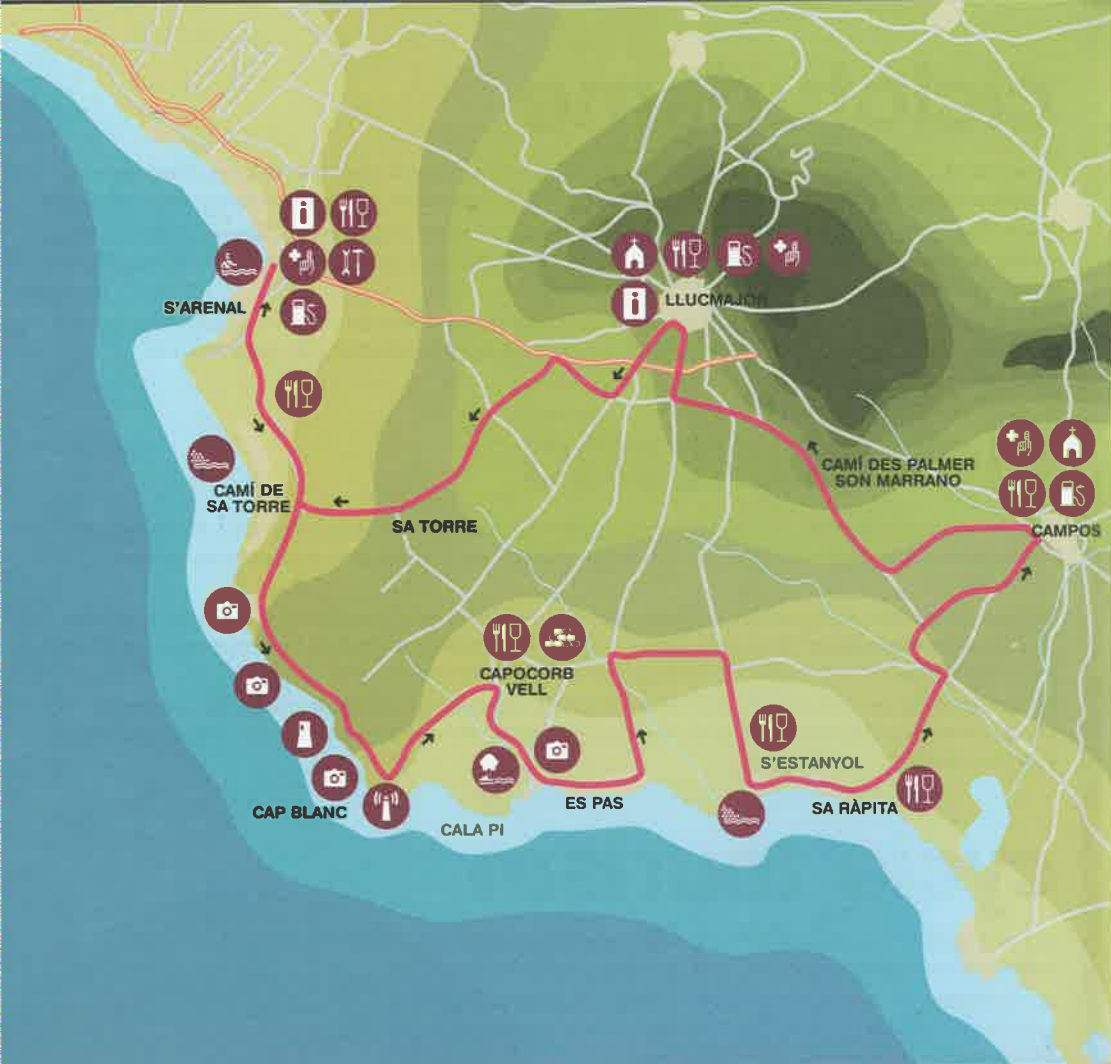 S'ARENAL
LLUCMAJOR
CAMÍ DES PALMER
SON MARRANO
CAMÍ DE
SA TORRE
SA TORRE
CAMPOS
CAPOCORB
VELL
S'ESTANYOL
ES PAS
SA RÀPITA
CAP BLANC
CALA PI